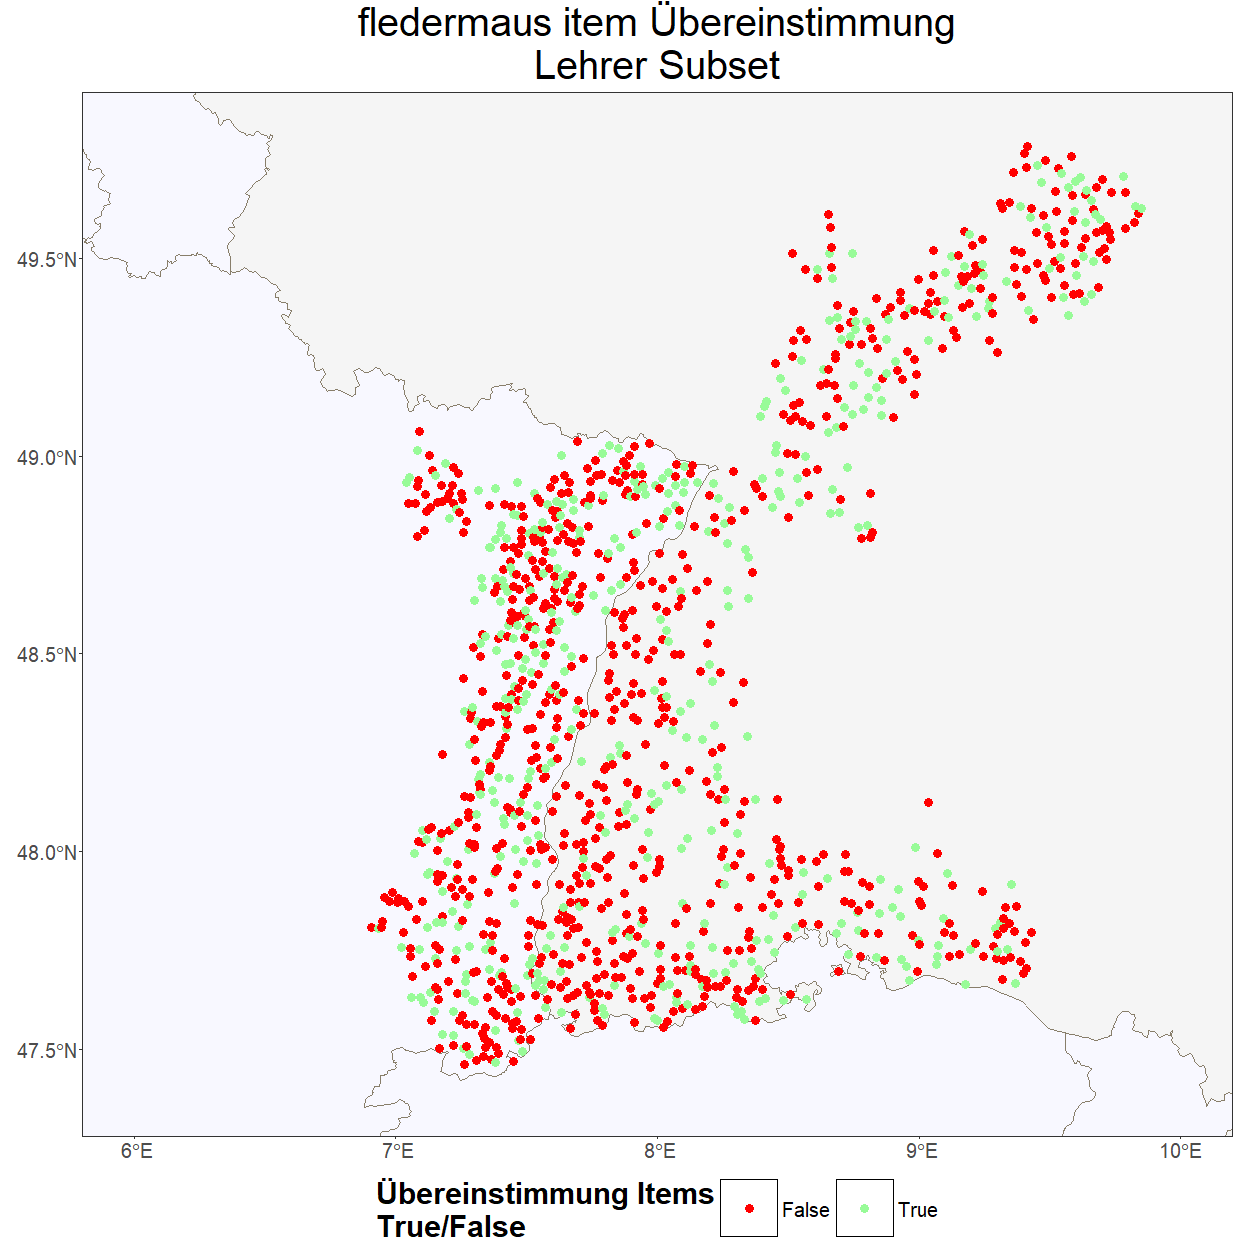 fledermaus item Übereinstimmung
Lehrer Subset
49.5°N
49.0°N
48.5°N
48.0°N
47.5°N
6°E
7°E
8°E
9°E
10°E
Übereinstimmung Items
True/False
False
True